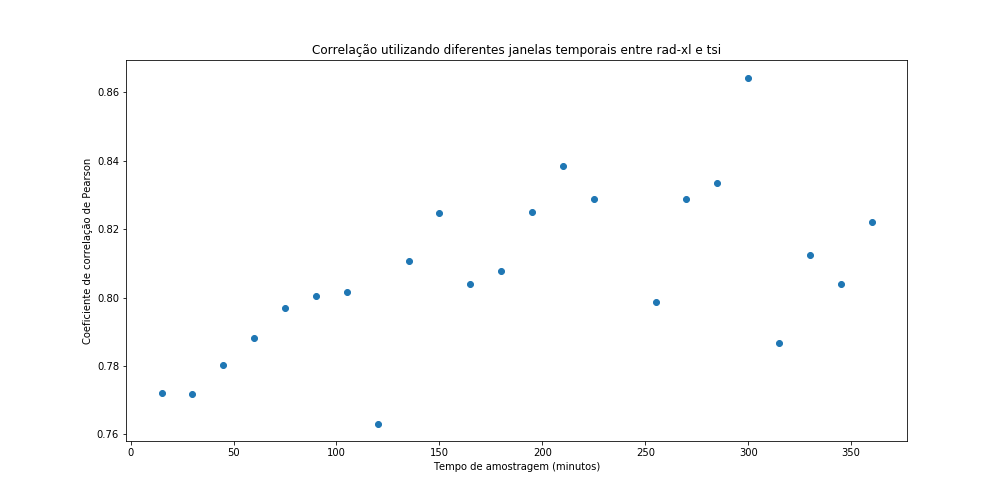 Correlação utilizando diferentes janelas temporais entre rad-xl e tsi
Coeficiente de correlação de Pearson
0.86
0.84
0.82
0.80
0.78
0.76
0 50 100 150 200 250 300 350
Tempo de amostragem (minutos)